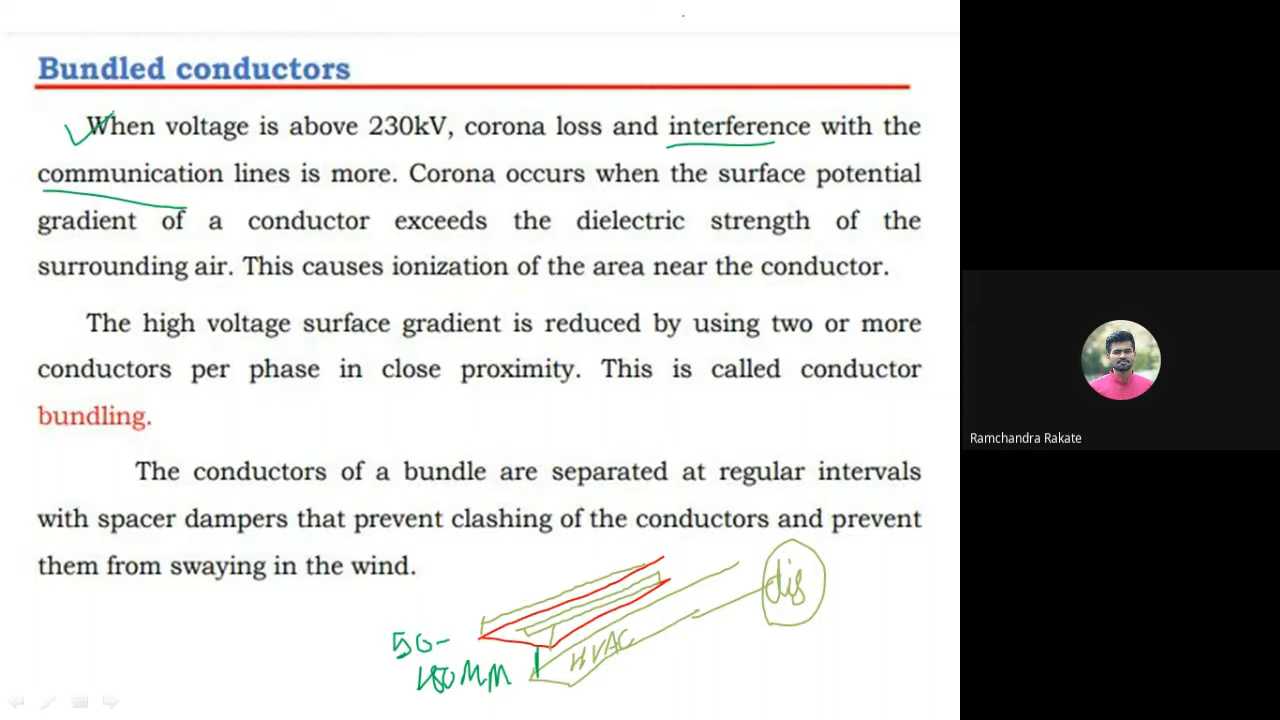 Bundled conductors
When voltage is above 230kV, corona loss and interference with the
communication lines is more. Corona occurs when the surface potential
gradient of a conductor exceeds the dielectric strength of the
surrounding air. This causes ionization of the area near the conductor.
The high voltage surface gradient is reduced by using two or more
conductors per phase in close proximity. This is called conductor
bundling.
The conductors of a bundle are separated at regular intervals
with spacer dampers that prevent clashing of the conductors and prevent
them from swaying in the wind.
dis
50-
HVAC
MM
Ramchandra Rakate